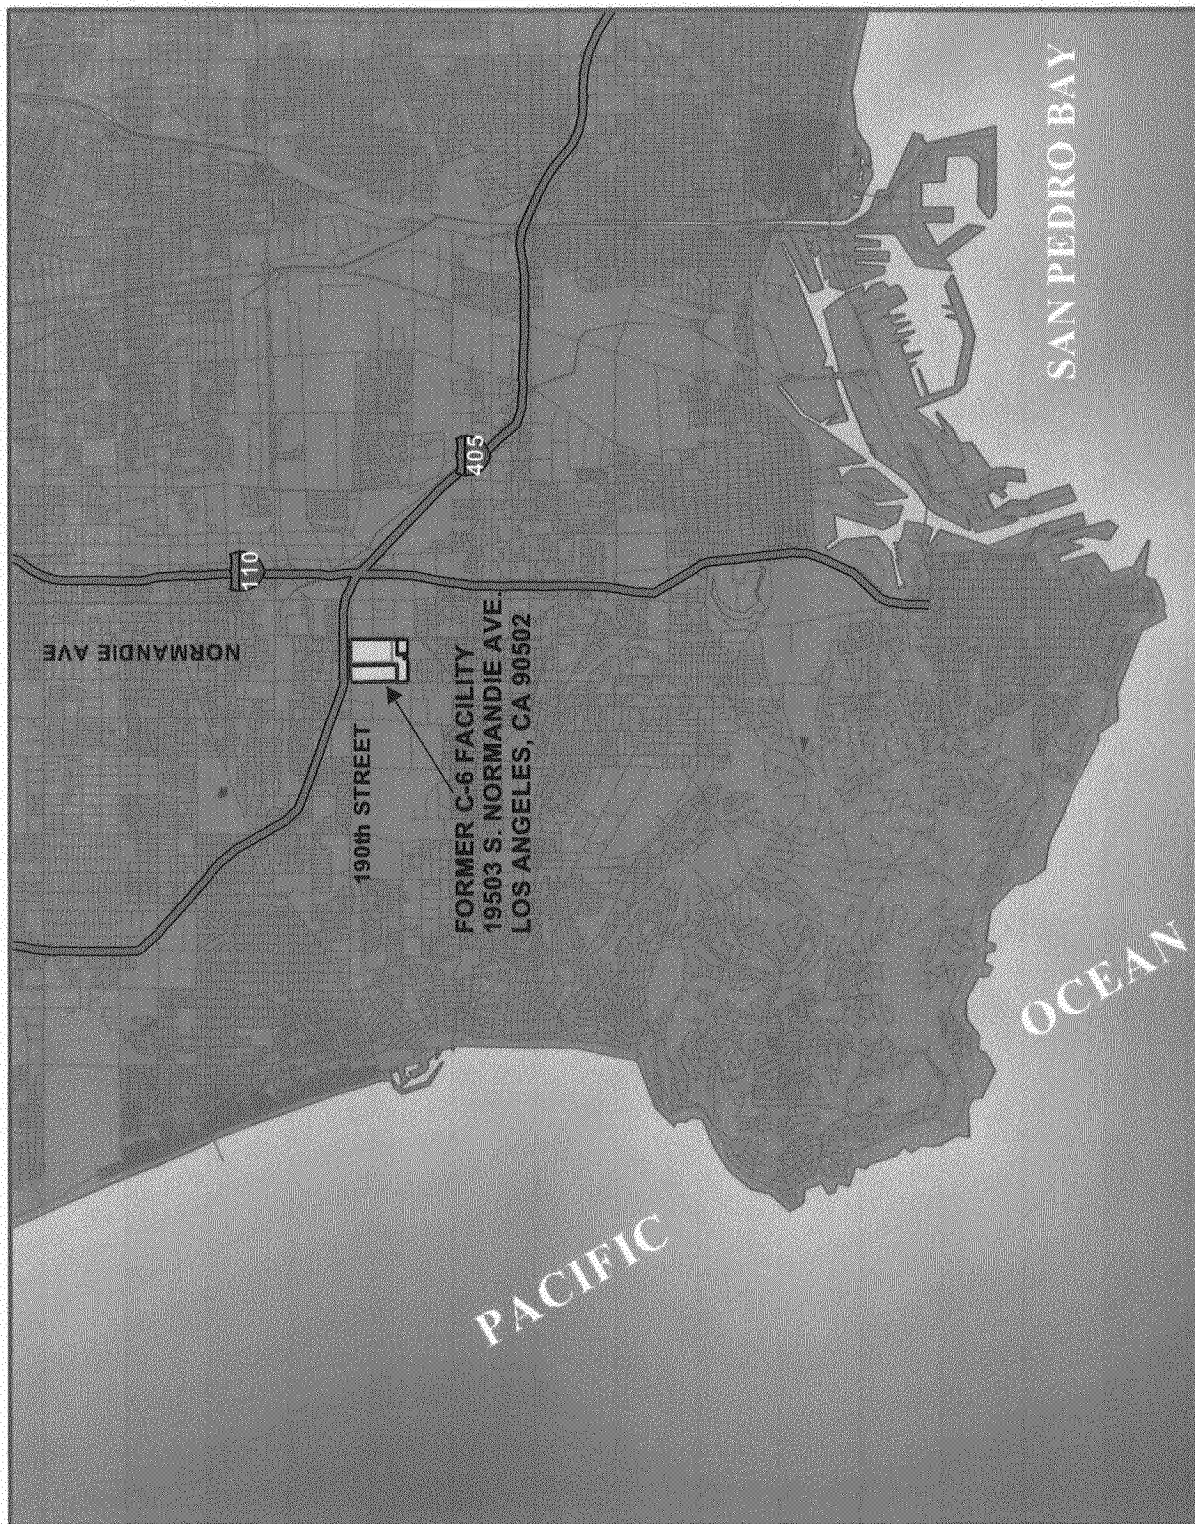 SAN PEDRO BAY
405
110
NORMANDIE AVE
190th STREET
FORMER C-6 FACILITY
19503 S. NORMANDIE AVE.
LOS ANGELES, CA 90502
OCEAN
PACIFIC